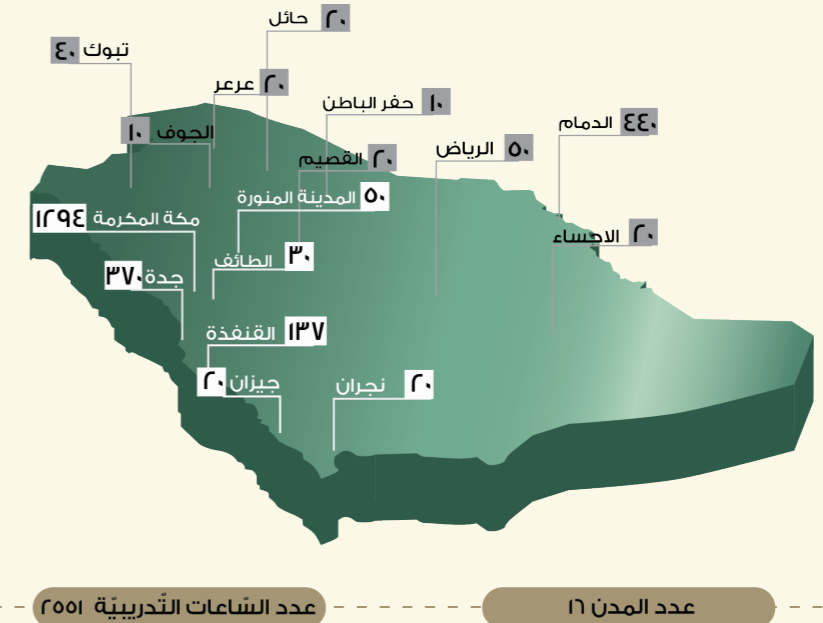 حائل ٢٠
تبوك ٤٠
عرعر ٢٠
حفر الباطن ١٠
الدمام ٤٤٠
الجوف ١٠
الرياض ٥٠
القصيم ٢٠
المدينة المنورة ٥٠
مكة المكرمة ١٢٩٤
الاحساء ٢٠
الطائف ٣٠
جدة ٣٧٠
القنفذة ١٣٧
جيزان ٢٠
نجران ٢٠
عدد المدن ١٦
عدد السّاعات التّدريبيّة ٢٥٥١